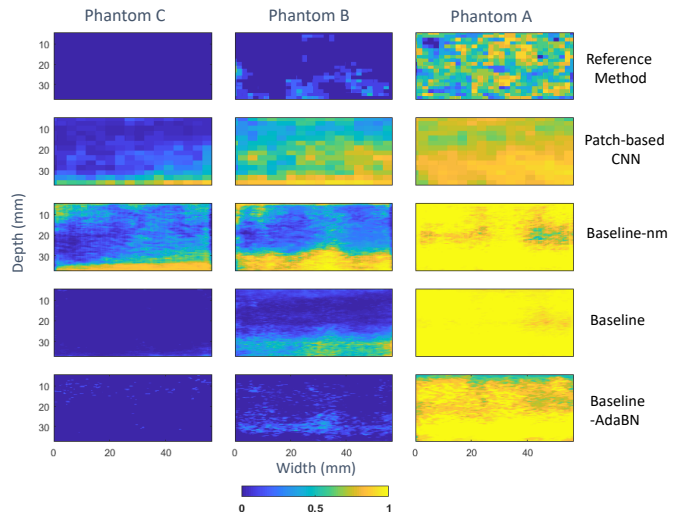 Phantom C Phantom B Phantom A
10
20
30
Reference
Method
10
20
30
Patch-based
CNN
Depth (mm)
10
20
30
Baseline-nm
10
20
30
Baseline
10
20
30
Baseline
-AdaBN
0 20 40 0 20 40 0 20 40
Width (mm)
0 0.5 1